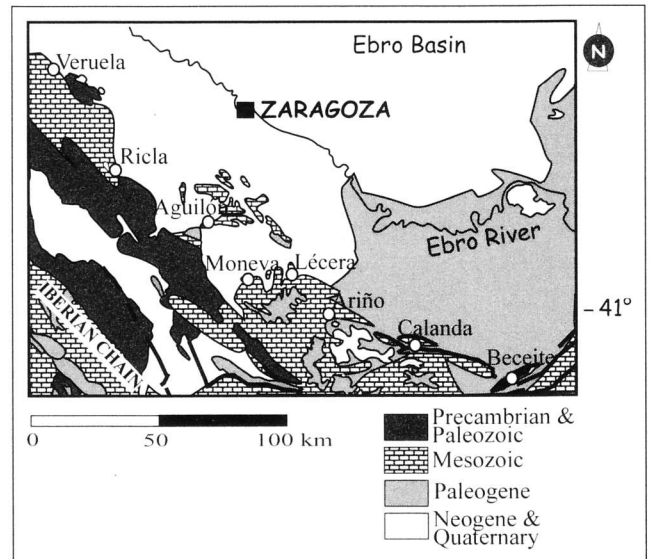 Ebro Basin
N
Veruela
ZARAGOZA
Ricla
Aguilón
Ebro River
Moneva
Lécera
Ariño
– 41°
IBERIAN CHAIN
Calanda
Beceite
0 50 100 km
Precambrian &
Paleozoic
Mesozoic
Paleogene
Neogene &
Quaternary